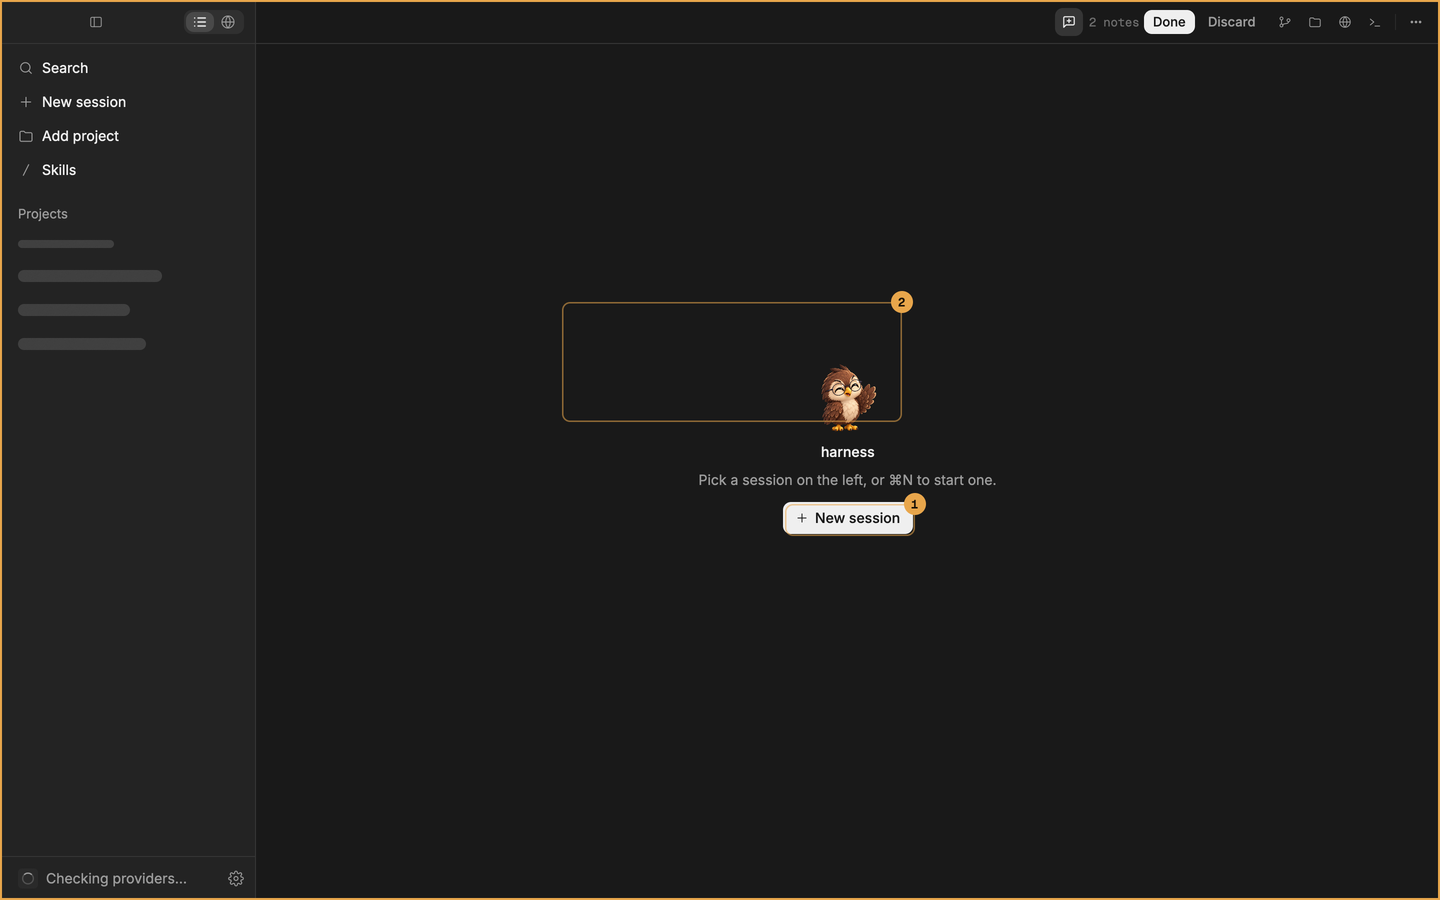 2 notes Done Discard
Search
New session
Add project
/ Skills
Projects
2
harness
Pick a session on the left, or ⌘N to start one.
1
+ New session
Checking providers...